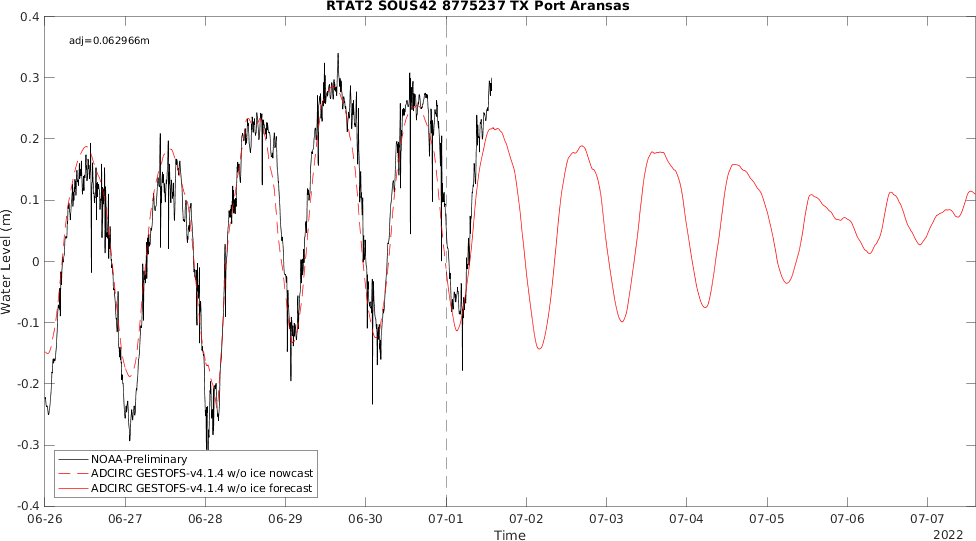 RTAT2 SOUS42 8775237 TX Port Aransas
adj=0.062966m
0.4
0.3
0.2
0.1
0
-0.1
-0.2
-0.3
-0.4
Water Level (m)
NOAA-Preliminary
ADCIRC GESTOFS-v4.1.4 w/o ice nowcast
ADCIRC GESTOFS-v4.1.4 w/o ice forecast
06-26 06-27 06-28 06-29 06-30 07-01 07-02 07-03 07-04 07-05 07-06 07-07
Time
2022